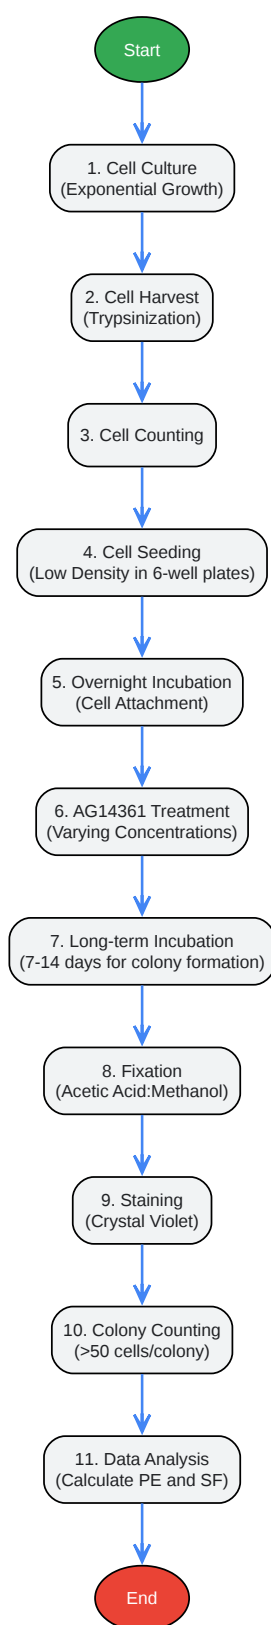 Start
1. Cell Culture
(Exponential Growth)
2. Cell Harvest
(Trypsinization)
3. Cell Counting
4. Cell Seeding
(Low Density in 6-well plates)
5. Overnight Incubation
(Cell Attachment)
6. AG14361 Treatment
(Varying Concentrations)
7. Long-term Incubation
(7-14 days for colony formation)
8. Fixation
(Acetic Acid:Methanol)
9. Staining
(Crystal Violet)
10. Colony Counting
(>50 cells/colony)
11. Data Analysis
(Calculate PE and SF)
End